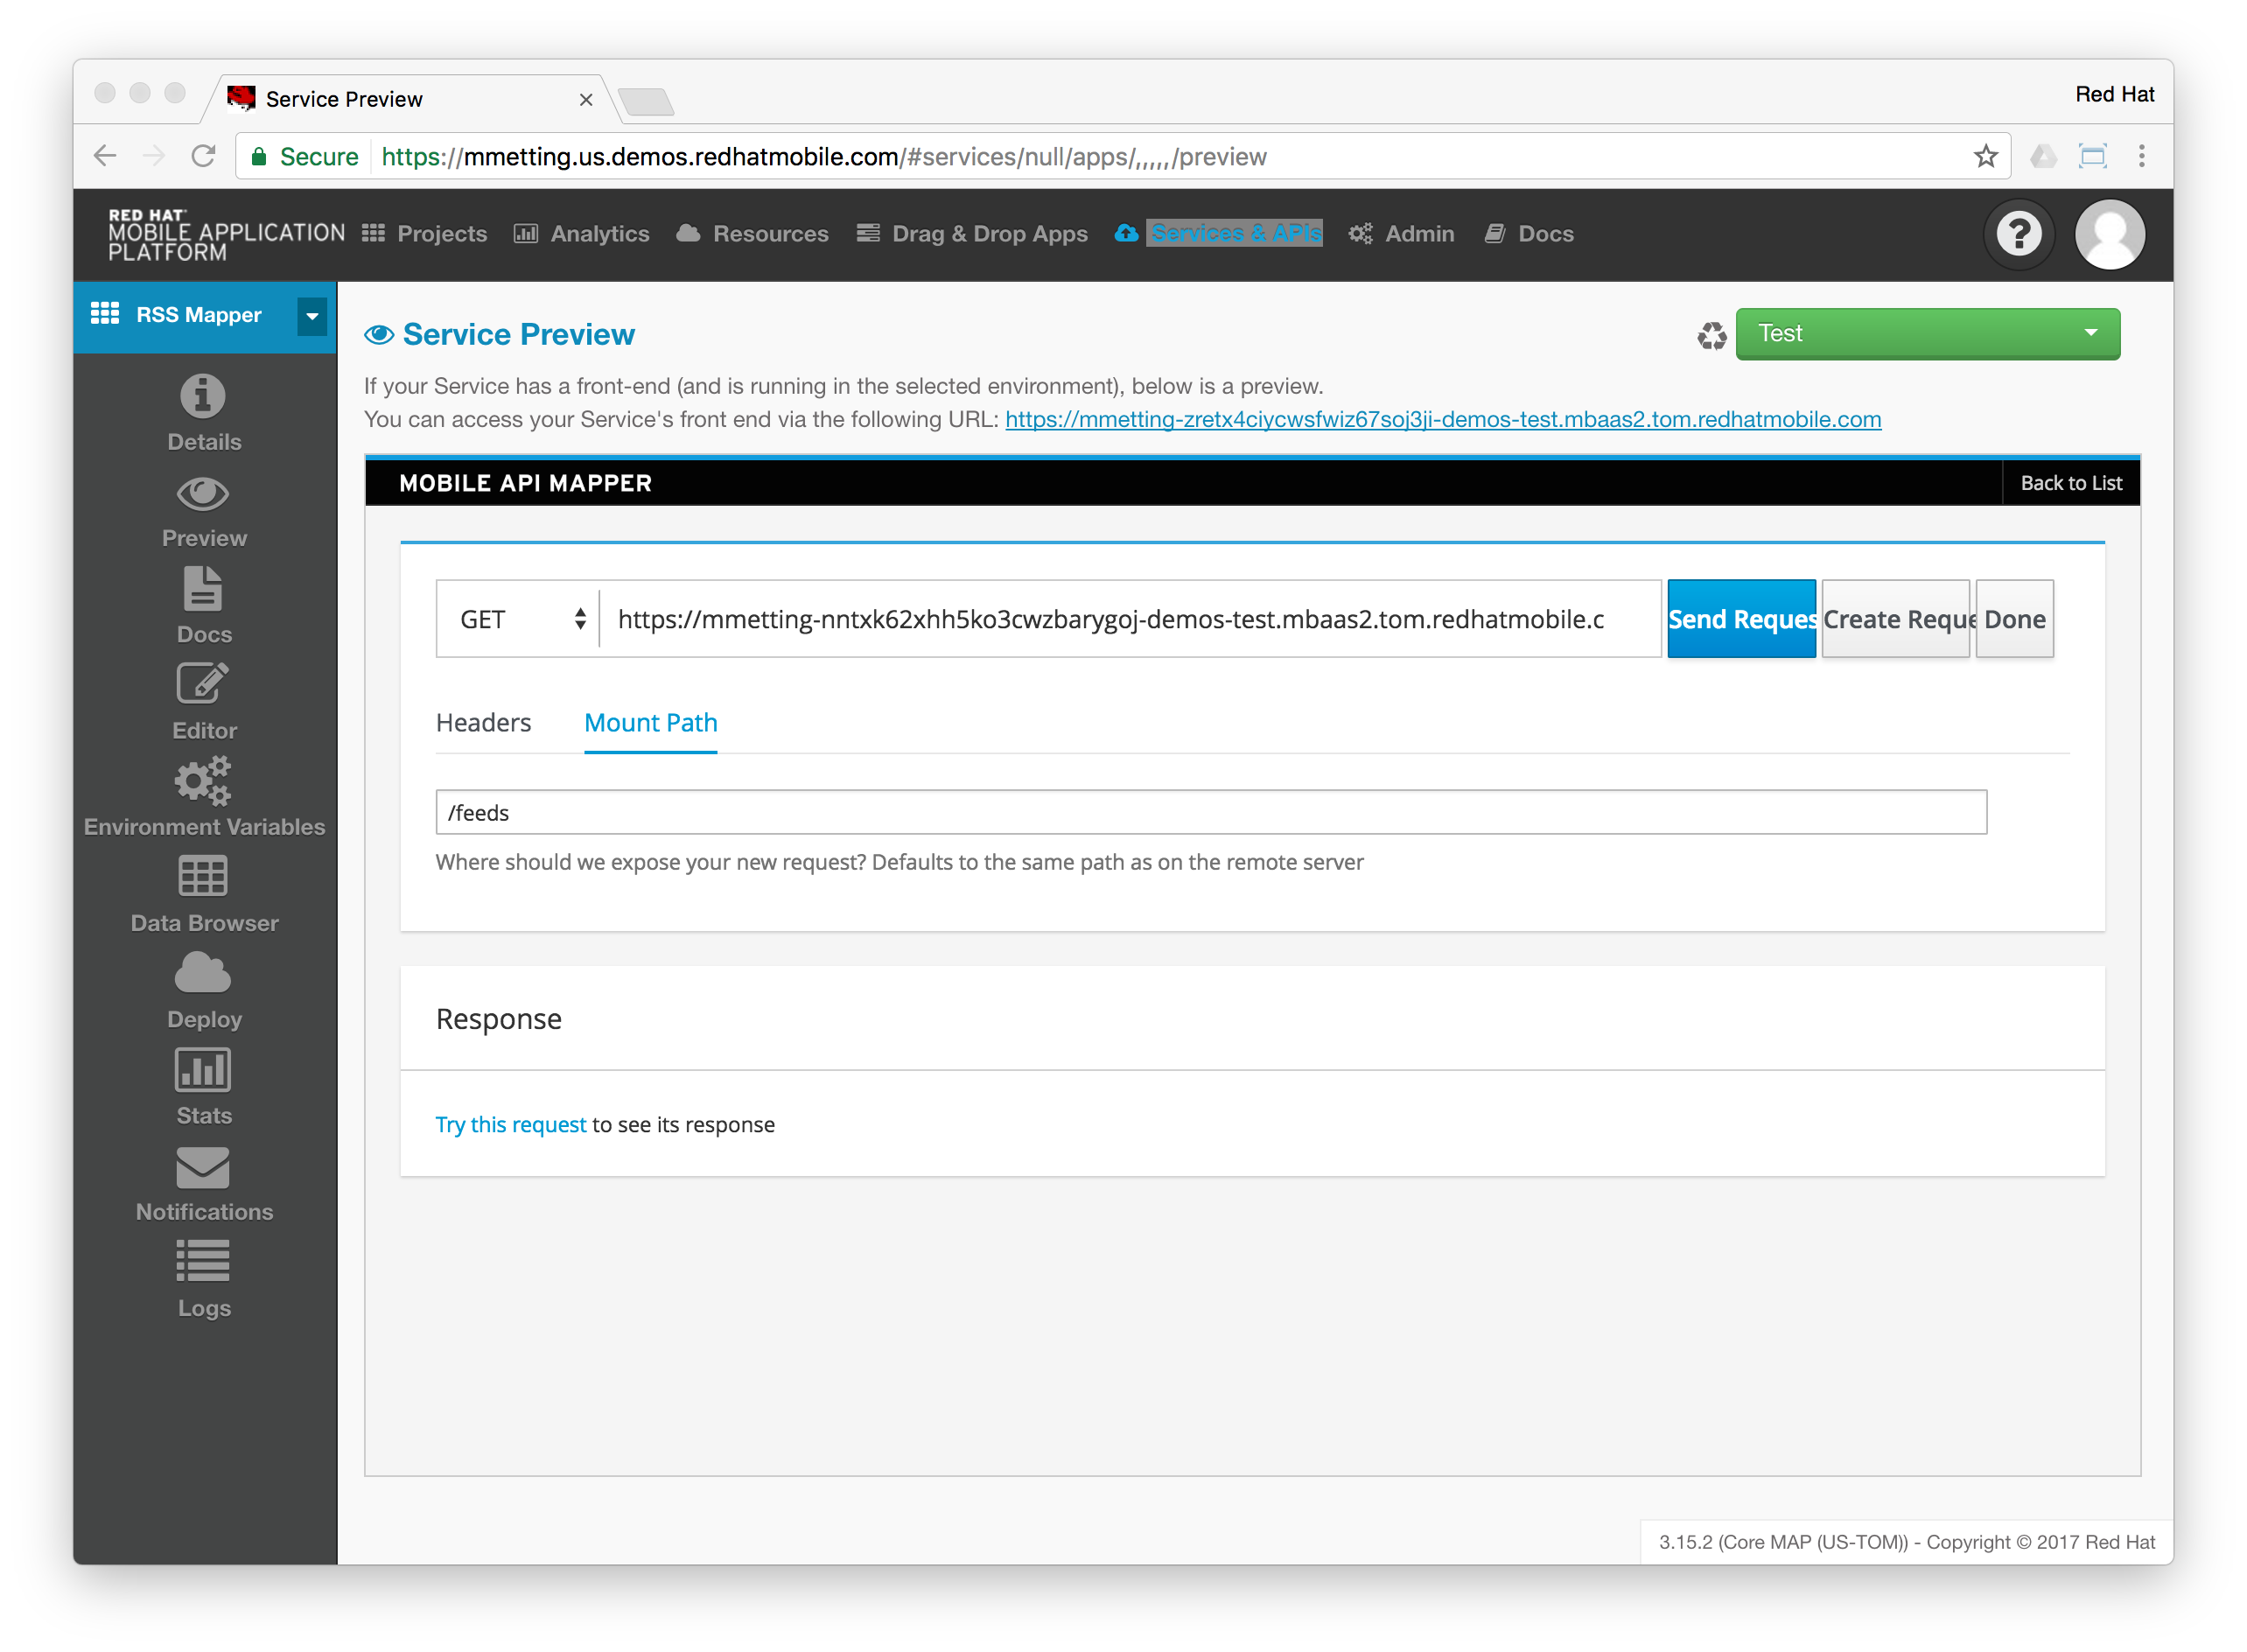 Service Preview
Red Hat
Secure https://mmetting.us.demos.redhatmobile.com/#services/null/apps/,,,,,/preview
RED HAT
MOBILE APPLICATION
PLATFORM
Projects Analytics Resources Drag & Drop Apps Services & APIs Admin Docs
RSS Mapper
Details
Preview
Docs
Editor
Environment Variables
Data Browser
Deploy
Stats
Notifications
Logs
Service Preview
Test
If your Service has a front-end (and is running in the selected environment), below is a preview.
You can access your Service's front end via the following URL: https://mmetting-zretx4ciycwsfwiz67soj3ji-demos-test.mbaas2.tom.redhatmobile.com
MOBILE API MAPPER
Back to List
GET https://mmetting-nntxk62xhh5ko3cwzbarygoj-demos-test.mbaas2.tom.redhatmobile.c Send Reques Create Reque Done
Headers Mount Path
/feeds
Where should we expose your new request? Defaults to the same path as on the remote server
Response
Try this request to see its response
3.15.2 (Core MAP (US-TOM)) - Copyright © 2017 Red Hat